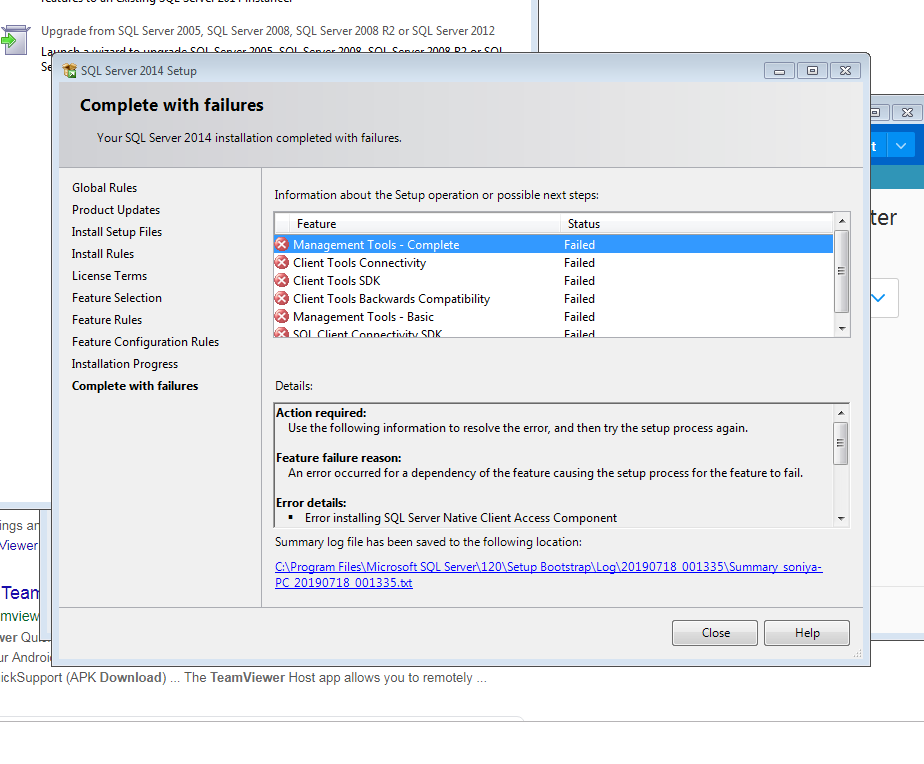 features to an existing SQL Server 2014 instance.
Upgrade from SQL Server 2005, SQL Server 2008, SQL Server 2008 R2 or SQL Server 2012
Launch a wizard to upgrade SQL Server 2005, SQL Server 2008, SQL Server 2008 R2 or SQL
Se
SQL Server 2014 Setup
Complete with failures
Your SQL Server 2014 installation completed with failures.
Global Rules
Product Updates
Install Setup Files
Install Rules
License Terms
Feature Selection
Feature Rules
Feature Configuration Rules
Installation Progress
Complete with failures
Information about the Setup operation or possible next steps:
Feature Status
Management Tools - Complete Failed
Client Tools Connectivity Failed
Client Tools SDK Failed
Client Tools Backwards Compatibility Failed
Management Tools - Basic Failed
SQL Client Connectivity SDK Failed
Details:
Action required:
Use the following information to resolve the error, and then try the setup process again.
Feature failure reason:
An error occurred for a dependency of the feature causing the setup process for the feature to fail.
Error details:
▪ Error installing SQL Server Native Client Access Component
Summary log file has been saved to the following location:
C:\Program Files\Microsoft SQL Server\120\Setup Bootstrap\Log\20190718_001335\Summary_soniya-
PC_20190718_001335.txt
Close Help
t
ter
ings an
Viewer
Team
mview
wer Qui
ur Androi
ickSupport (APK Download) ... The TeamViewer Host app allows you to remotely ...